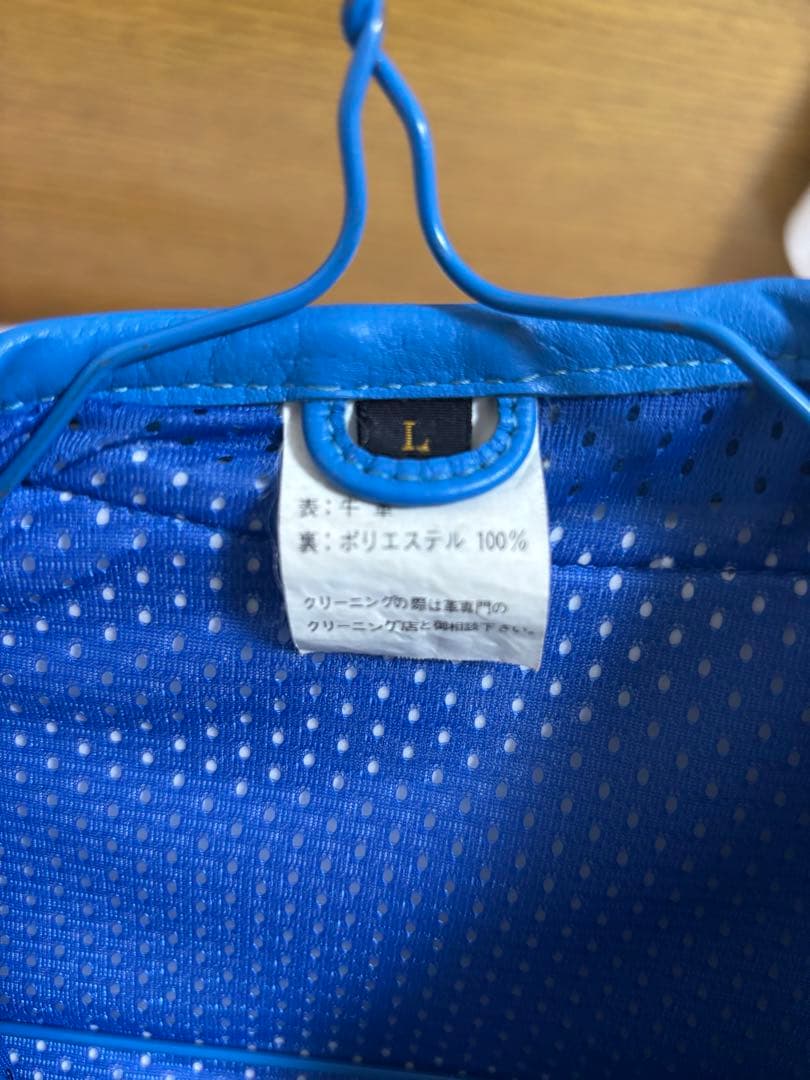 L
表：牛革
裏：ポリエステル 100%
クリーニングの際は革専門の
クリーニング店と御相談下さい。